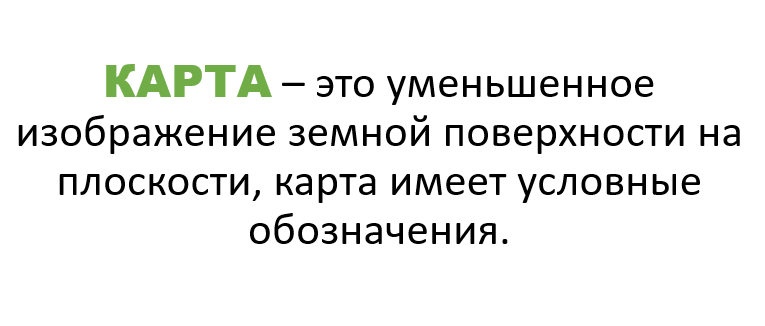 КАРТА – это уменьшенное
изображение земной поверхности на
плоскости, карта имеет условные
обозначения.